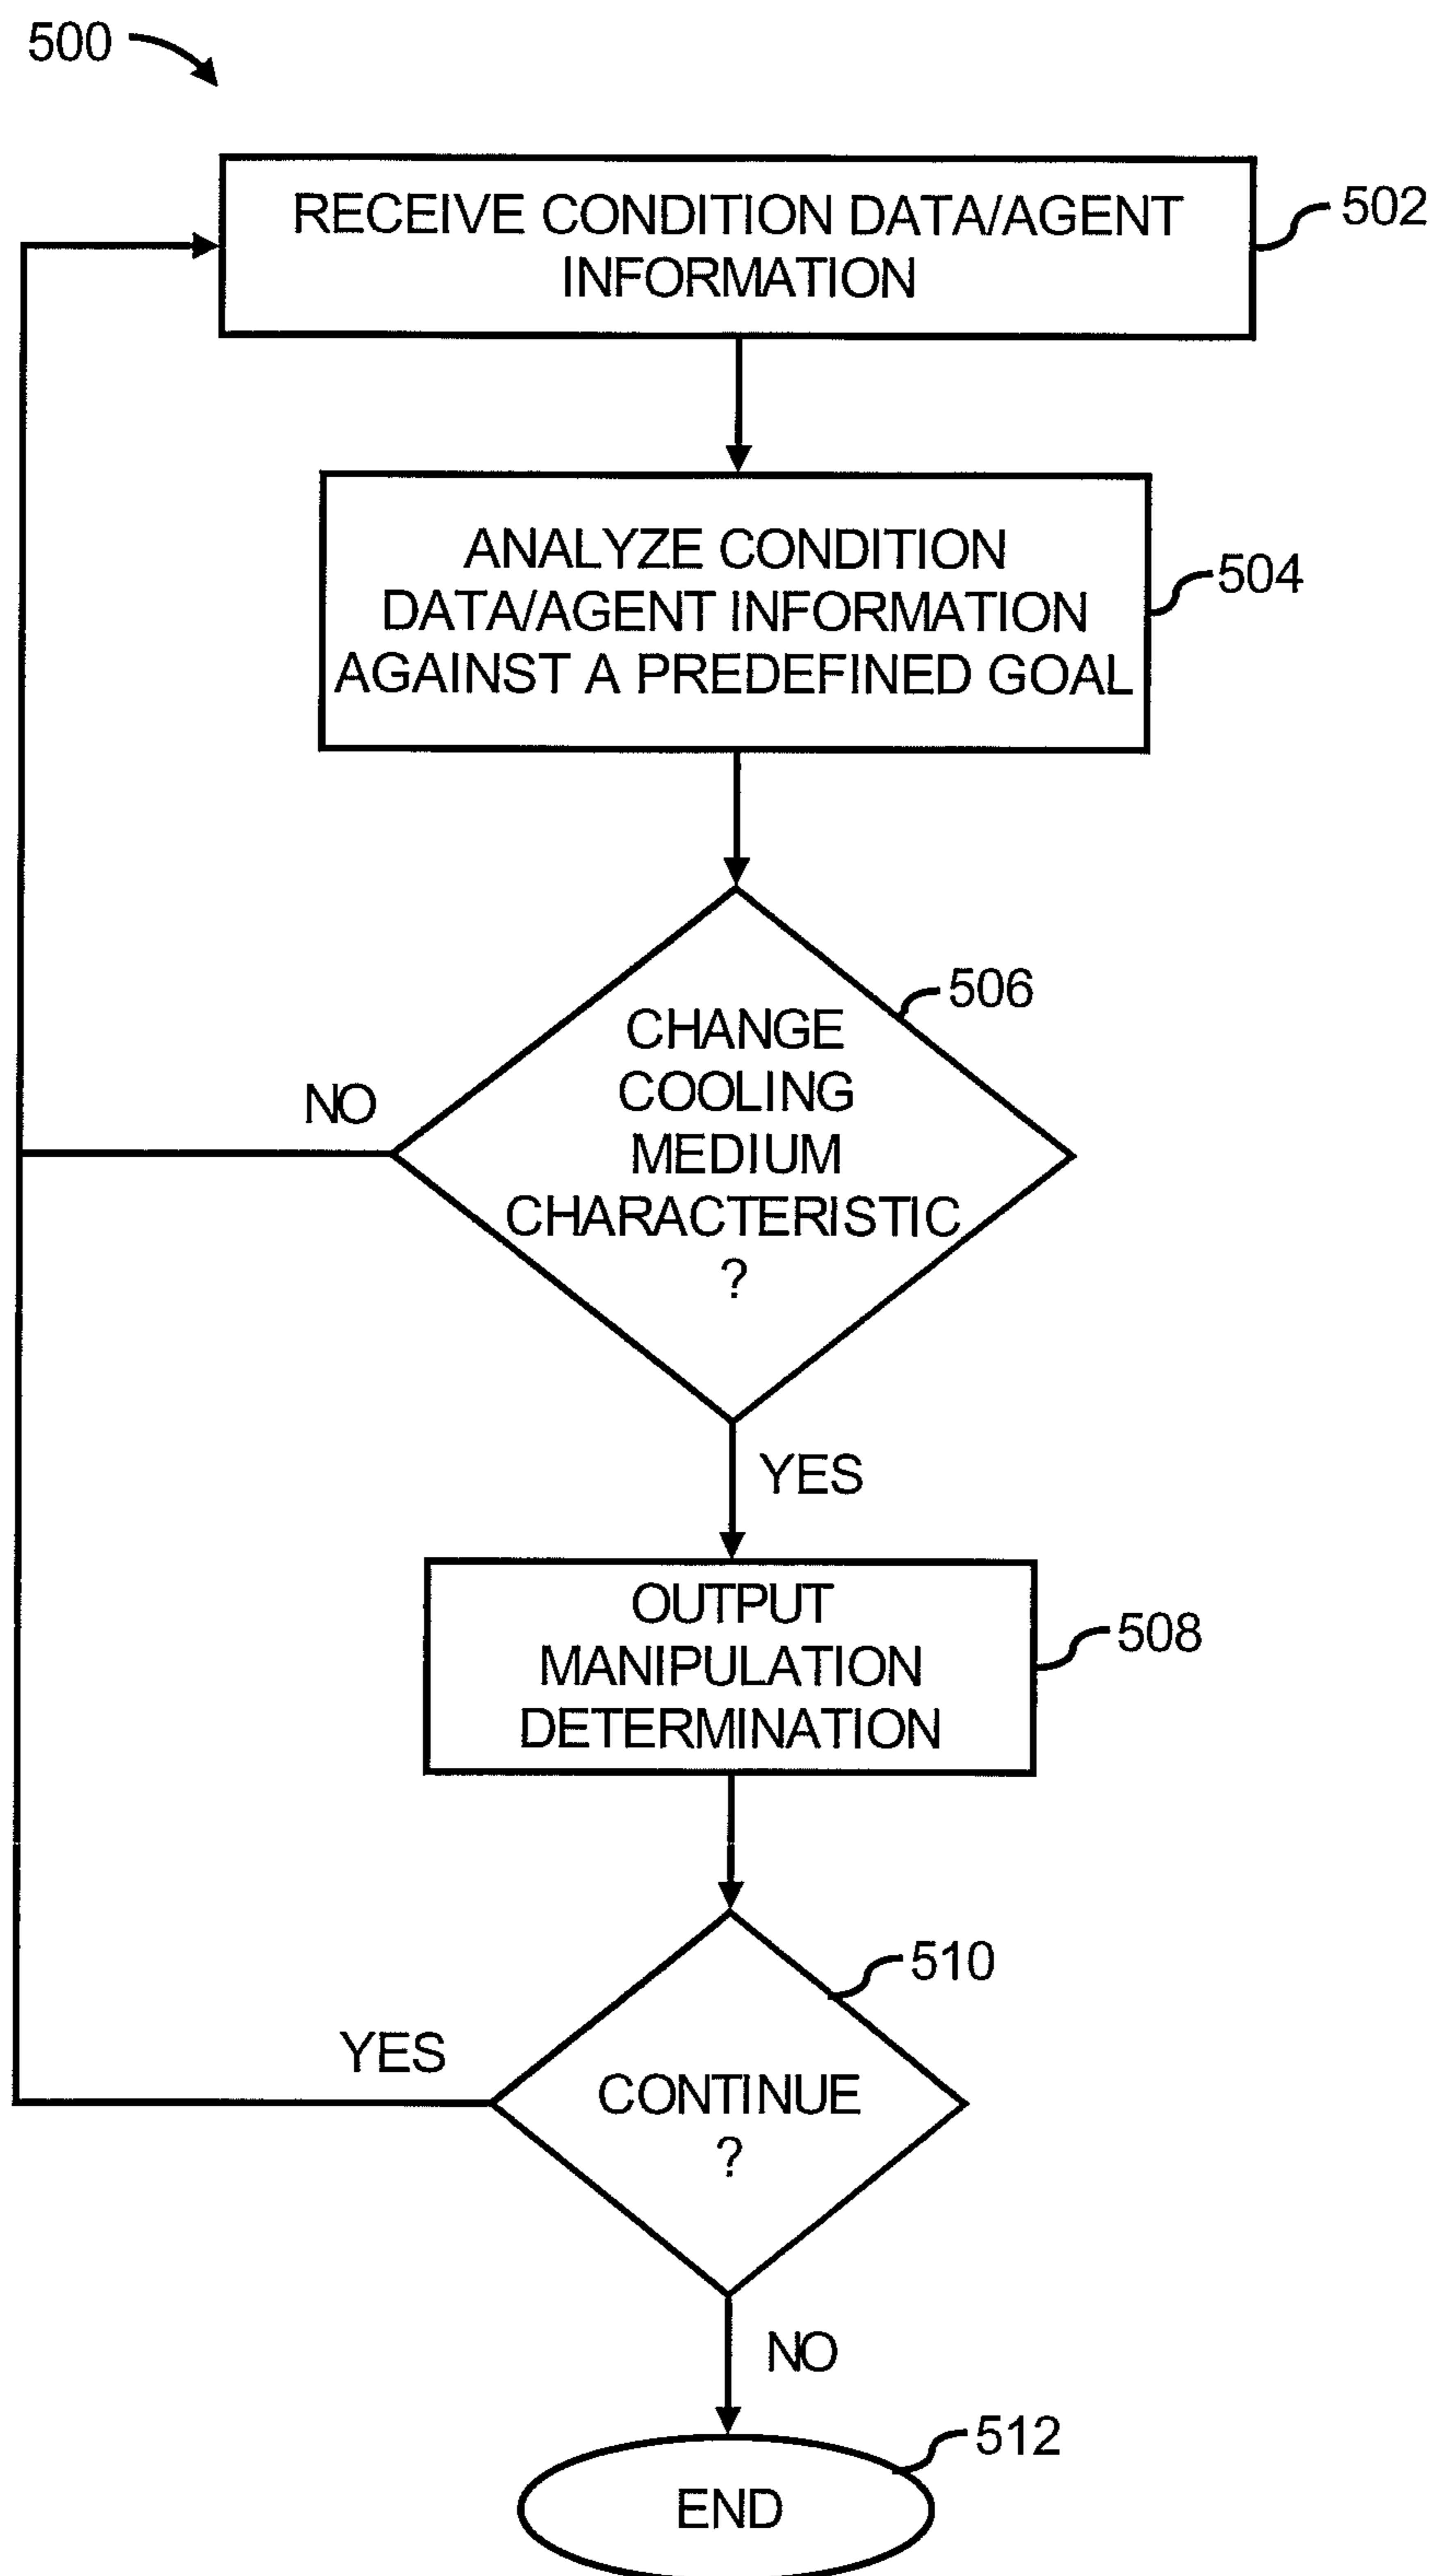 500
RECEIVE CONDITION DATA/AGENT
INFORMATION
502
ANALYZE CONDITION
DATA/AGENT INFORMATION
AGAINST A PREDEFINED GOAL
504
506
CHANGE
COOLING
MEDIUM
CHARACTERISTIC
?
NO
YES
OUTPUT
MANIPULATION
DETERMINATION
508
510
YES
CONTINUE
?
NO
512
END